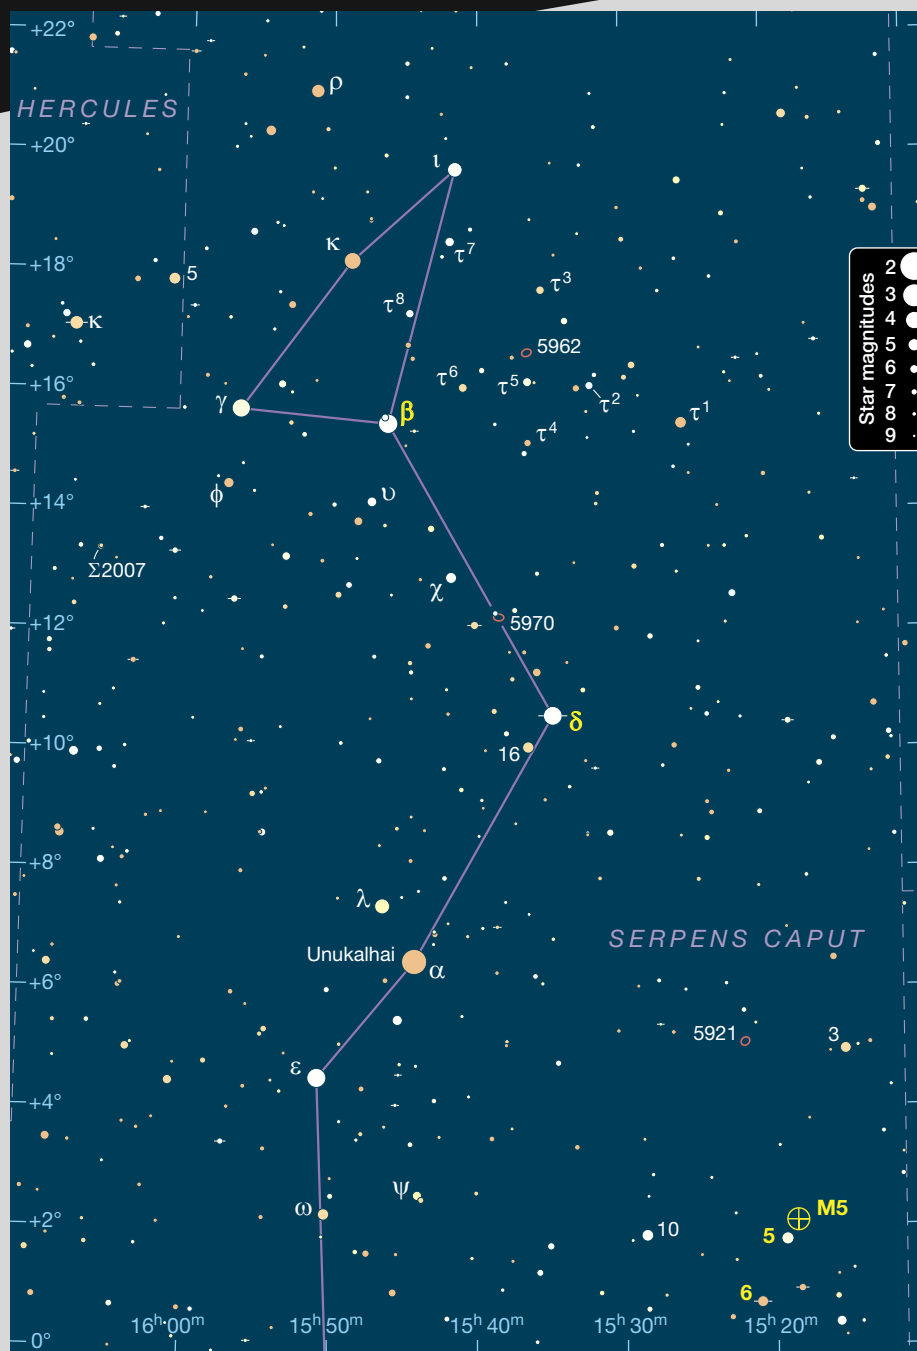 +22°
ρ
HERCULES
+20°
ι
κ
τ⁷
+18°
5
τ³
2
τ⁸
3
κ
4
5962
5
+16°
τ⁶
τ⁵
6
τ²
7
γ
β
τ¹
8
τ⁴
9
Star magnitudes
ϕ
υ
+14°
Σ2007
χ
+12°
5970
δ
+10°
16
+8°
λ
SERPENS CAPUT
Unukalhai
α
+6°
5921
3
ε
+4°
ψ
ω
M5
+2°
10
5
6
16ʰ00ᵐ
15ʰ50ᵐ
15ʰ40ᵐ
15ʰ30ᵐ
15ʰ20ᵐ
0°